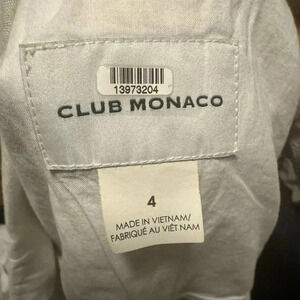 13973204
CLUB MONACO
4
MADE IN VIETNAM/
FABRIQUÉ AU VIÊT NAM